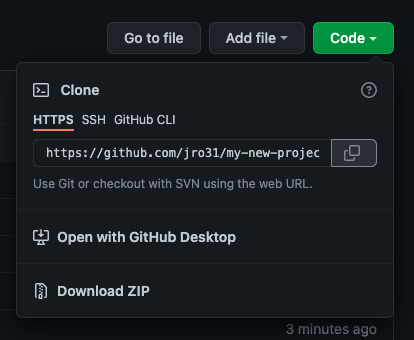 Go to file Add file Code
Clone
HTTPS SSH GitHub CLI
https://github.com/jro31/my-new-projec
Use Git or checkout with SVN using the web URL.
Open with GitHub Desktop
Download ZIP
3 minutes ago